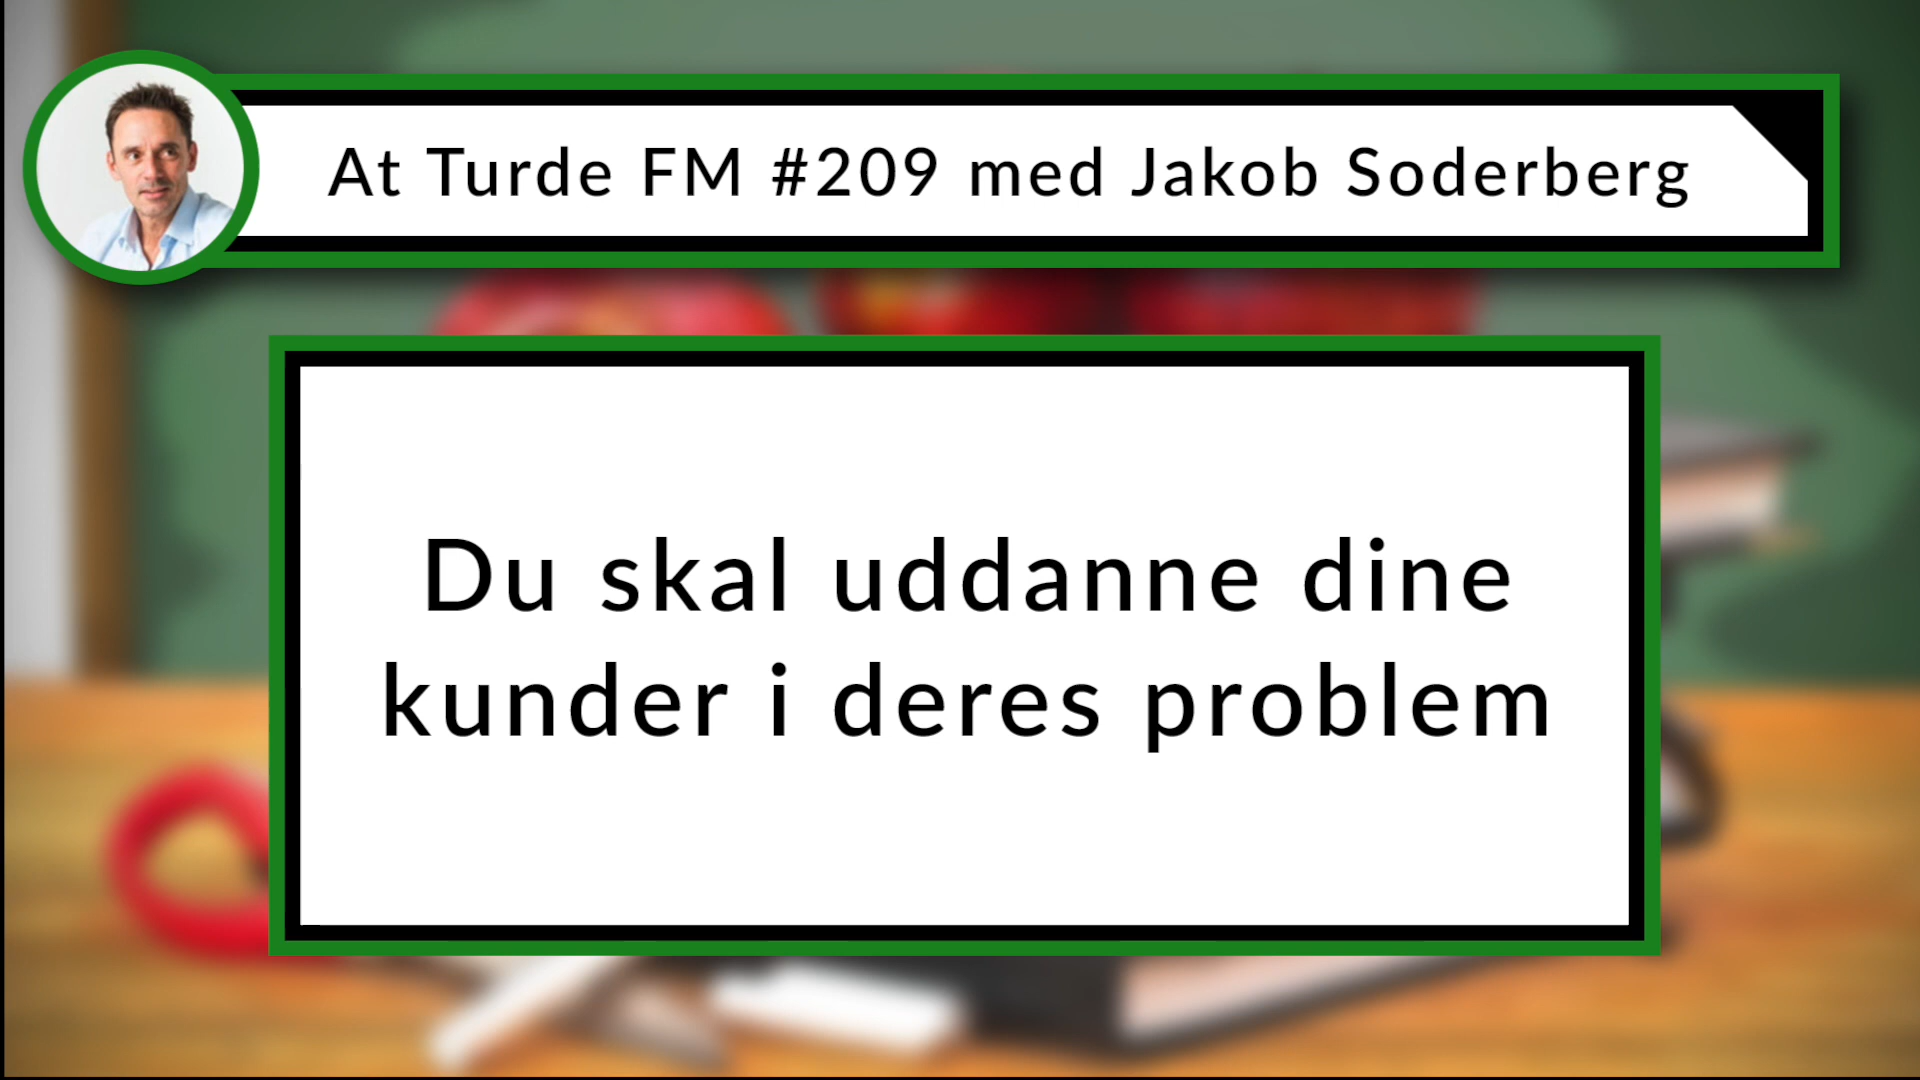 At Turde FM #209 med Jakob Soderberg
Du skal uddanne dine
kunder i deres problem